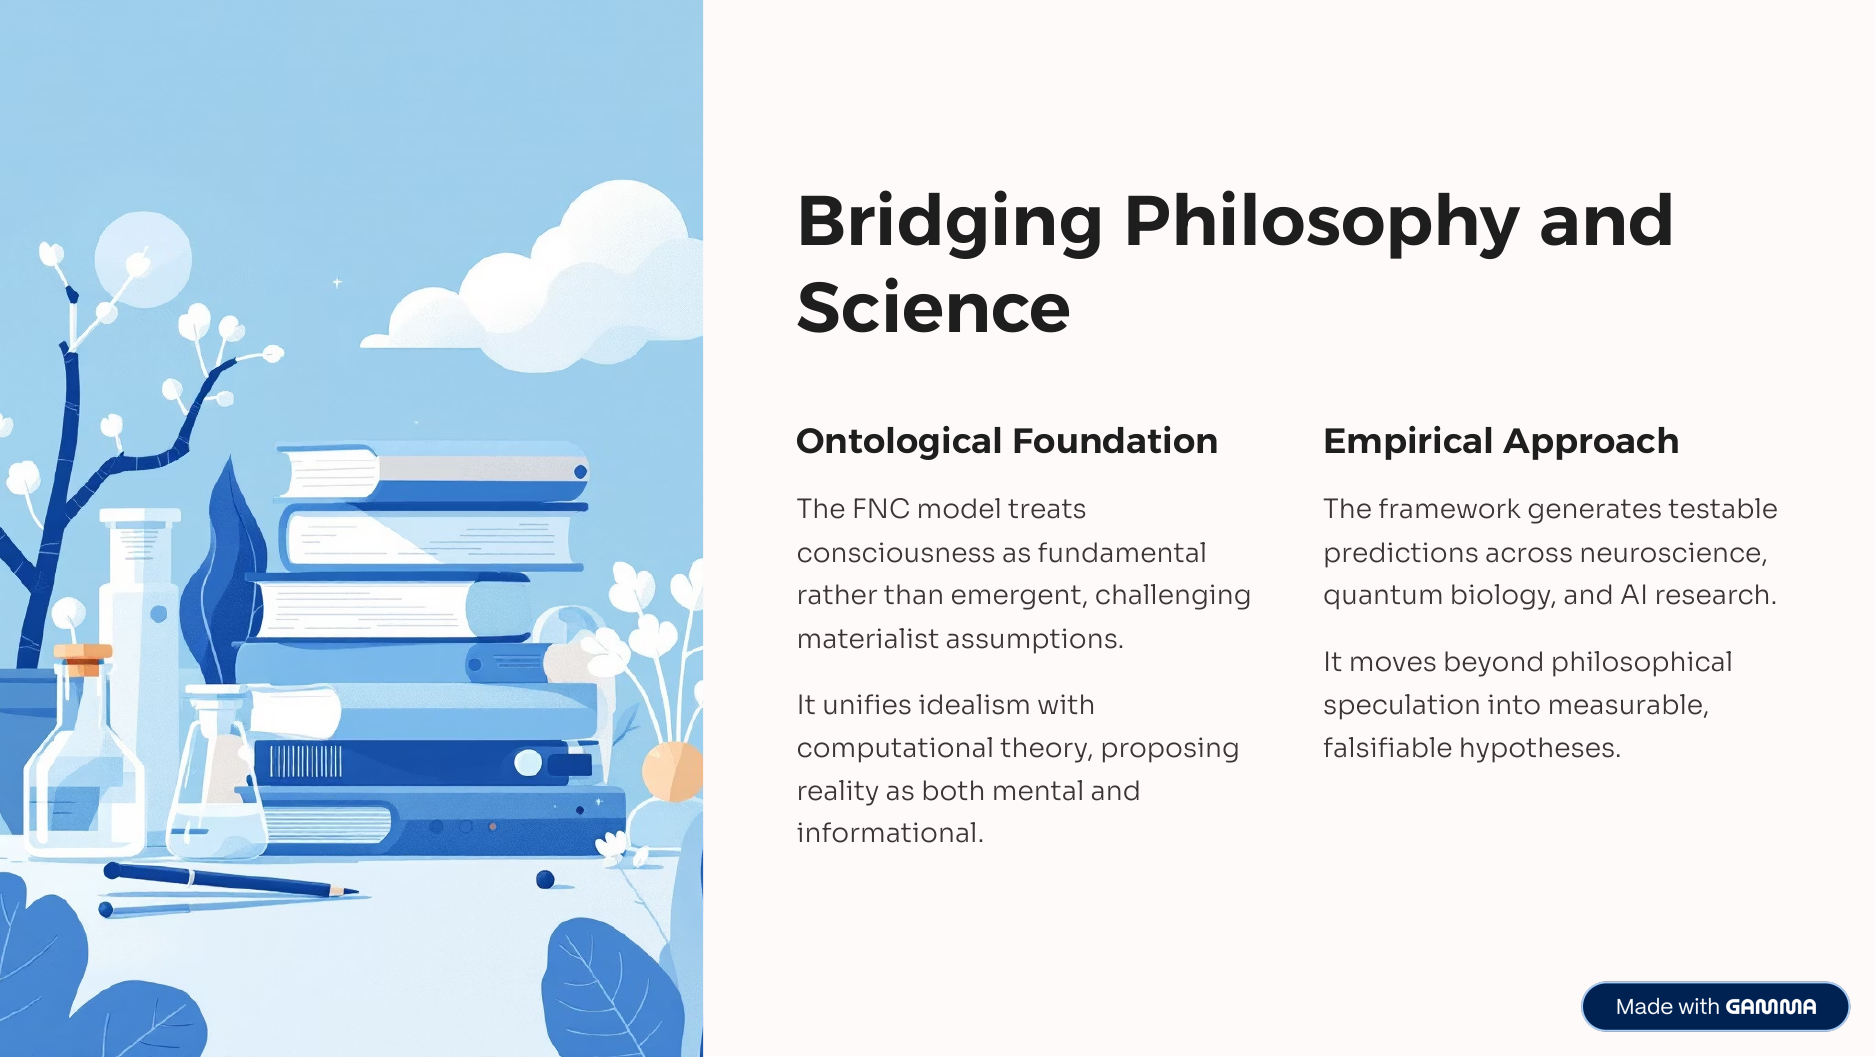 Bridging Philosophy and
Science
Ontological Foundation
The FNC model treats
consciousness as fundamental
rather than emergent, challenging
materialist assumptions.
It unifies idealism with
computational theory, proposing
reality as both mental and
informational.
Empirical Approach
The framework generates testable
predictions across neuroscience,
quantum biology, and AI research.
It moves beyond philosophical
speculation into measurable,
falsifiable hypotheses.
Made with GAMMA